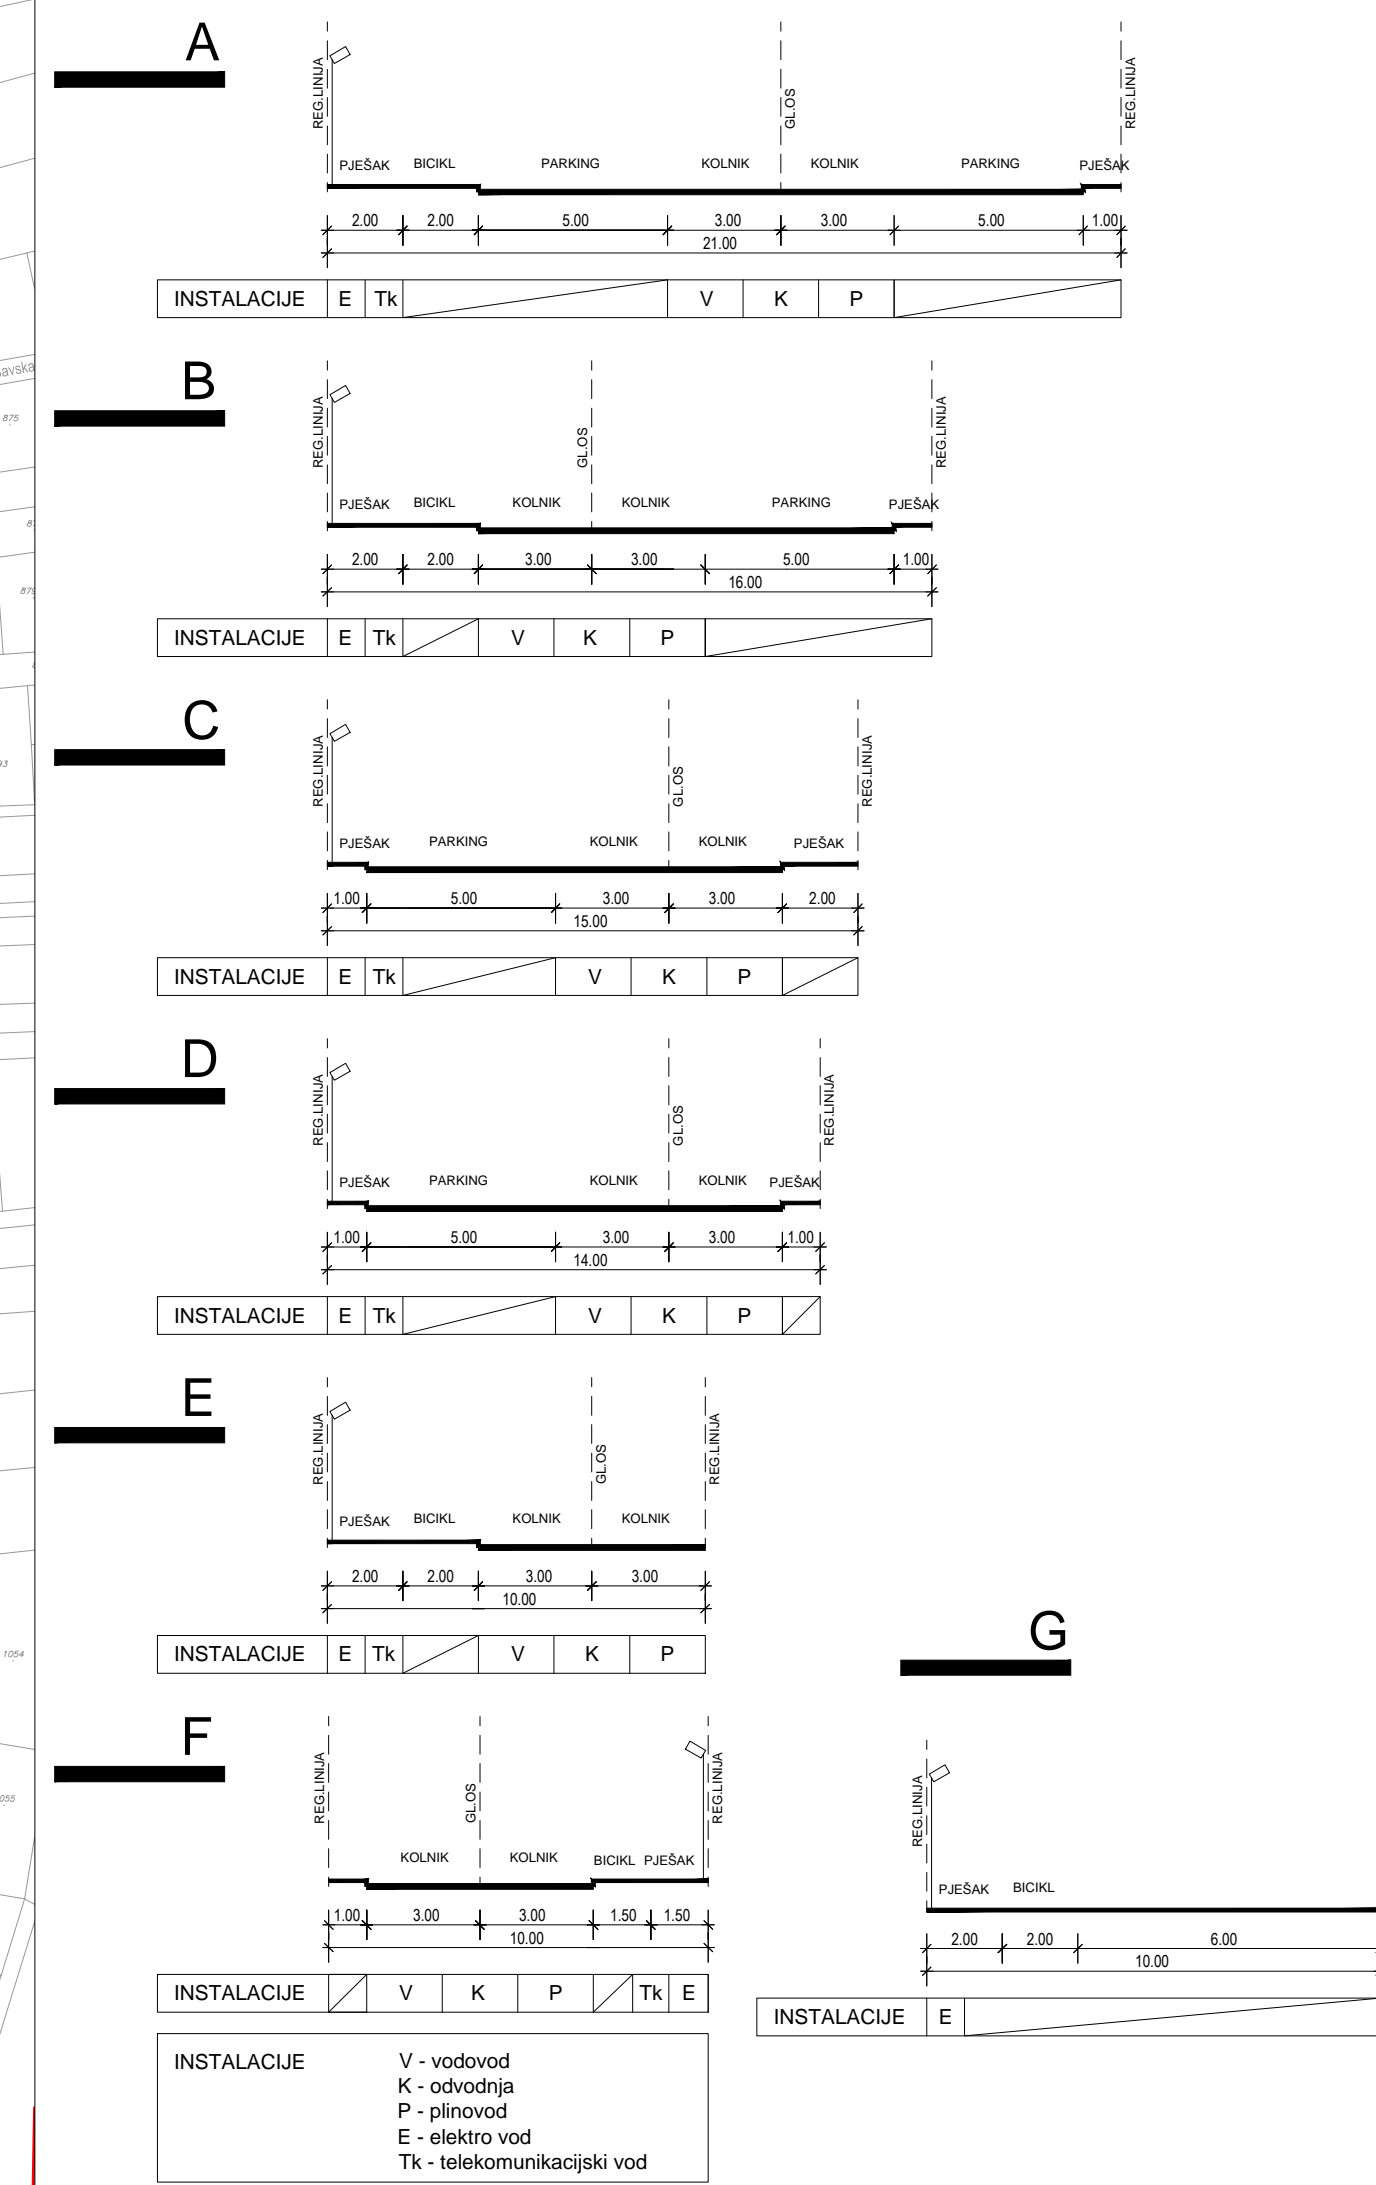 A
REG.LINIJA
GL.OS
REG.LINIJA
PJEŠAK BICIKL PARKING KOLNIK KOLNIK PARKING PJEŠAK
2.00 2.00 5.00 3.00 3.00 5.00 1.00
21.00
INSTALACIJE E Tk V K P
B
REG.LINIJA
GL.OS
REG.LINIJA
PJEŠAK BICIKL KOLNIK KOLNIK PARKING PJEŠAK
2.00 2.00 3.00 3.00 5.00 1.00
16.00
INSTALACIJE E Tk V K P
C
REG.LINIJA
GL.OS
REG.LINIJA
PJEŠAK PARKING KOLNIK KOLNIK PJEŠAK
1.00 5.00 3.00 3.00 2.00
15.00
INSTALACIJE E Tk V K P
D
REG.LINIJA
GL.OS
REG.LINIJA
PJEŠAK PARKING KOLNIK KOLNIK PJEŠAK
1.00 5.00 3.00 3.00 1.00
14.00
INSTALACIJE E Tk V K P
E
REG.LINIJA
GL.OS
REG.LINIJA
PJEŠAK BICIKL KOLNIK KOLNIK
2.00 2.00 3.00 3.00
10.00
INSTALACIJE E Tk V K P
F
REG.LINIJA
GL.OS
REG.LINIJA
KOLNIK KOLNIK BICIKL PJEŠAK
1.00 3.00 3.00 1.50 1.50
10.00
INSTALACIJE V K P Tk E
G
REG.LINIJA
PJEŠAK BICIKL
2.00 2.00 6.00
10.00
INSTALACIJE E
INSTALACIJE V - vodovod
K - odvodnja
P - plinovod
E - elektro vod
Tk - telekomunikacijski vod
875
1054